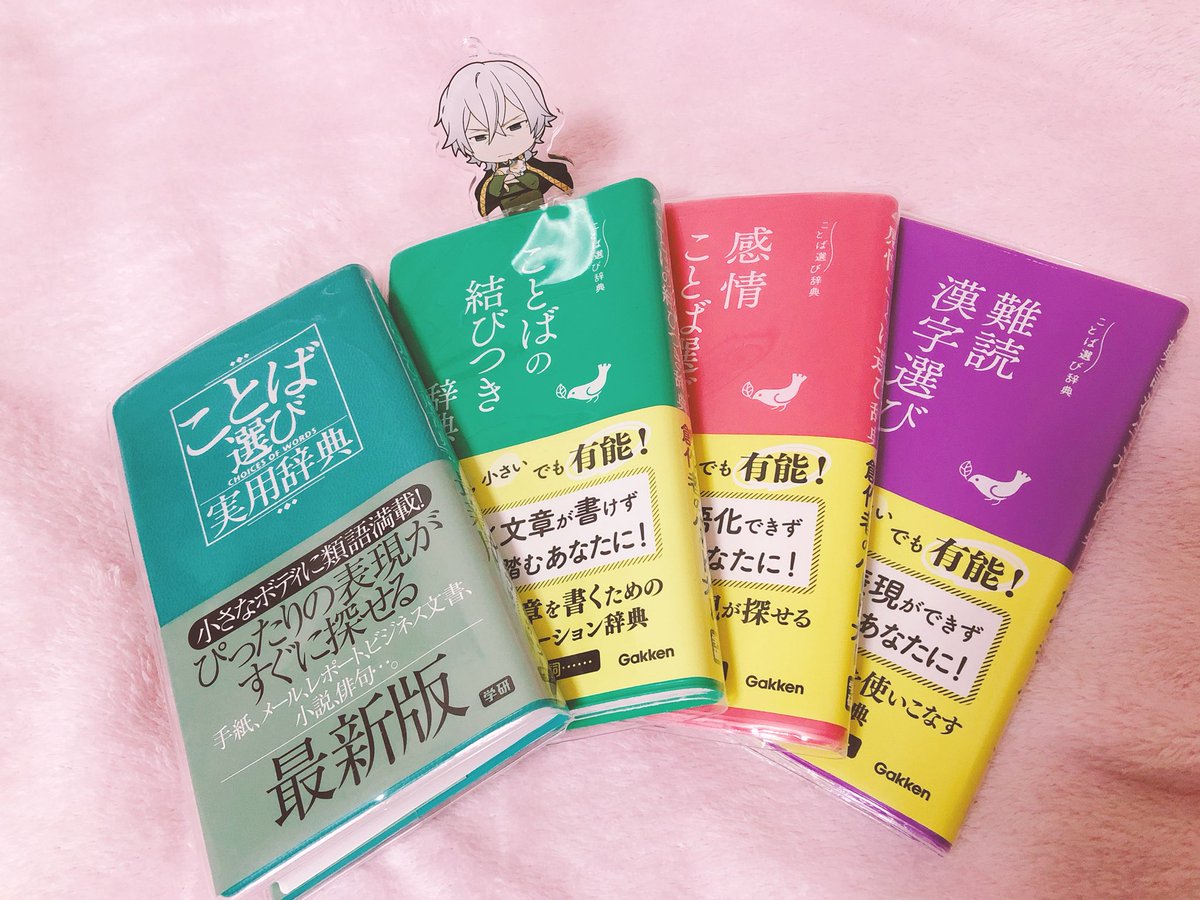 ことば
選び
CHOICES OF WORDS
実用辞典
小さなボディに類語満載!
ぴったりの表現が
すぐに探せる
手紙、メール、レポート、ビジネス文書、
小説、俳句…。
最新版
学研
ことば選び辞典
ことばの
結びつき
辞典
小さい でも 有能!
文章が書けず
踏むあなたに!
章を書くための
ーション辞典
詞……
Gakken
ことば選び辞典
感情
ことば選び
でも 有能!
語化できず
なたに!
が探せる
Gakken
ことば選び辞典
難読
漢字選び
でも 有能!
現ができず
あなたに!
使いこなす
典
Gakken